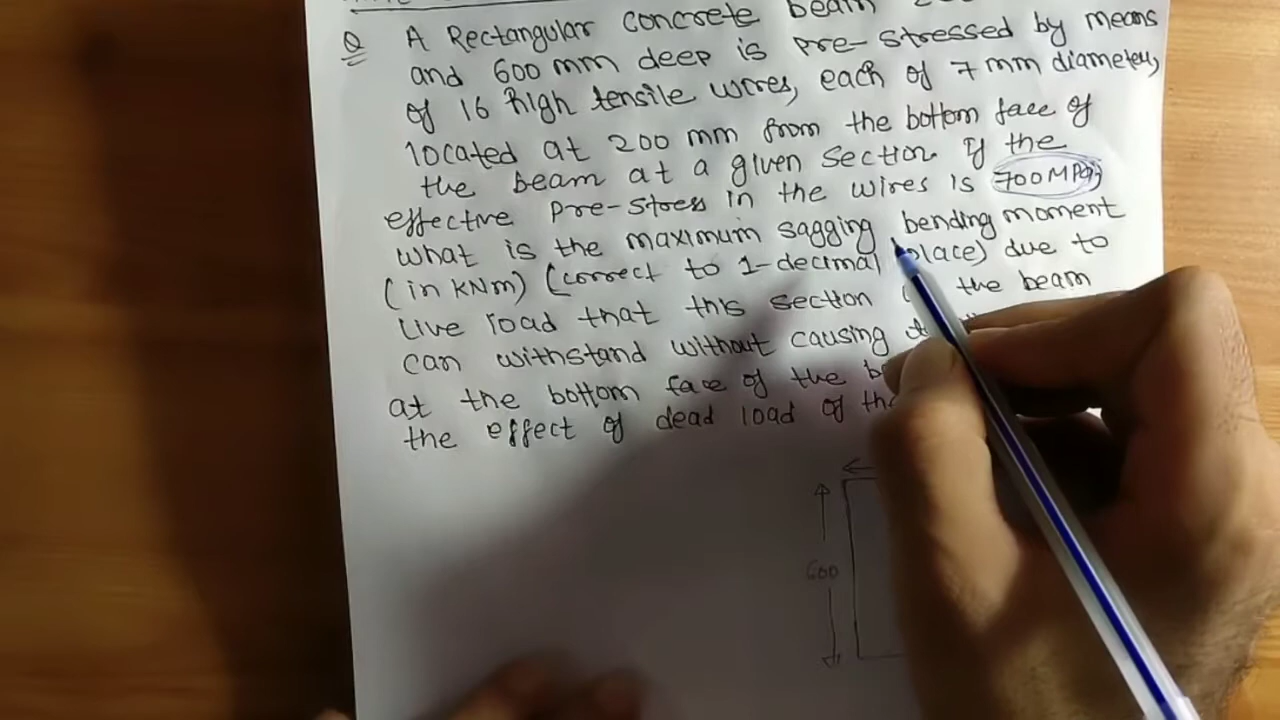 Q A Rectangular concrete beam
and 600 mm deep is pre-stressed by means
of 16 high tensile wires, each of 7 mm diameter,
located at 200 mm from the bottom face of
the beam at a given section. If the
effective pre-stress in the wires is 700MPa,
what is the maximum sagging bending moment
(in KNm) (correct to 1-decimal place) due to
live load that this section the beam
can withstand without causing
at the bottom face of the
the effect of dead load of
600